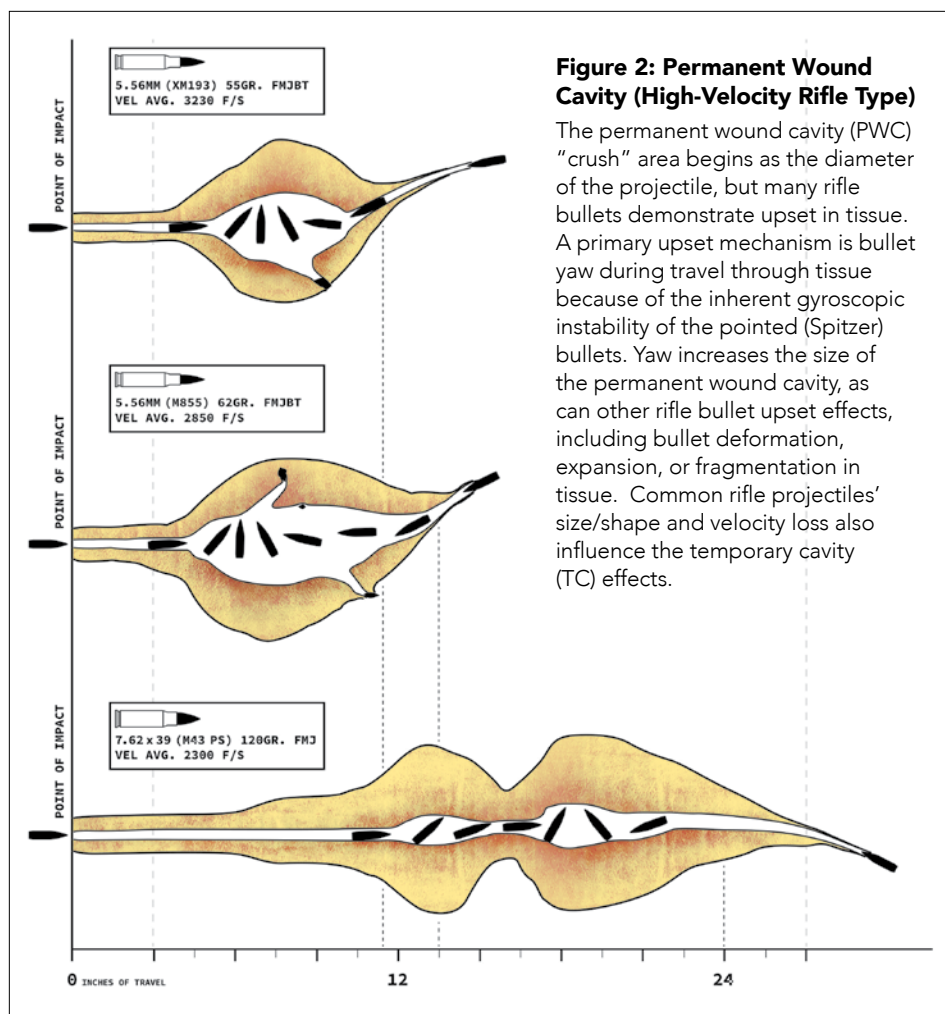 5.56MM (XM193) 55GR. FMJBT
VEL AVG. 3230 F/S
POINT OF IMPACT
Figure 2: Permanent Wound
Cavity (High-Velocity Rifle Type)
The permanent wound cavity (PWC)
“crush” area begins as the diameter
of the projectile, but many rifle
bullets demonstrate upset in tissue.
A primary upset mechanism is bullet
yaw during travel through tissue
because of the inherent gyroscopic
instability of the pointed (Spitzer)
bullets. Yaw increases the size of
the permanent wound cavity, as
can other rifle bullet upset effects,
including bullet deformation,
expansion, or fragmentation in
tissue.  Common rifle projectiles’
size/shape and velocity loss also
influence the temporary cavity
(TC) effects.
5.56MM (M855) 62GR. FMJBT
VEL AVG. 2850 F/S
POINT OF IMPACT
7.62x39 (M43 PS) 120GR. FMJ
VEL AVG. 2300 F/S
POINT OF IMPACT
0 INCHES OF TRAVEL
12
24